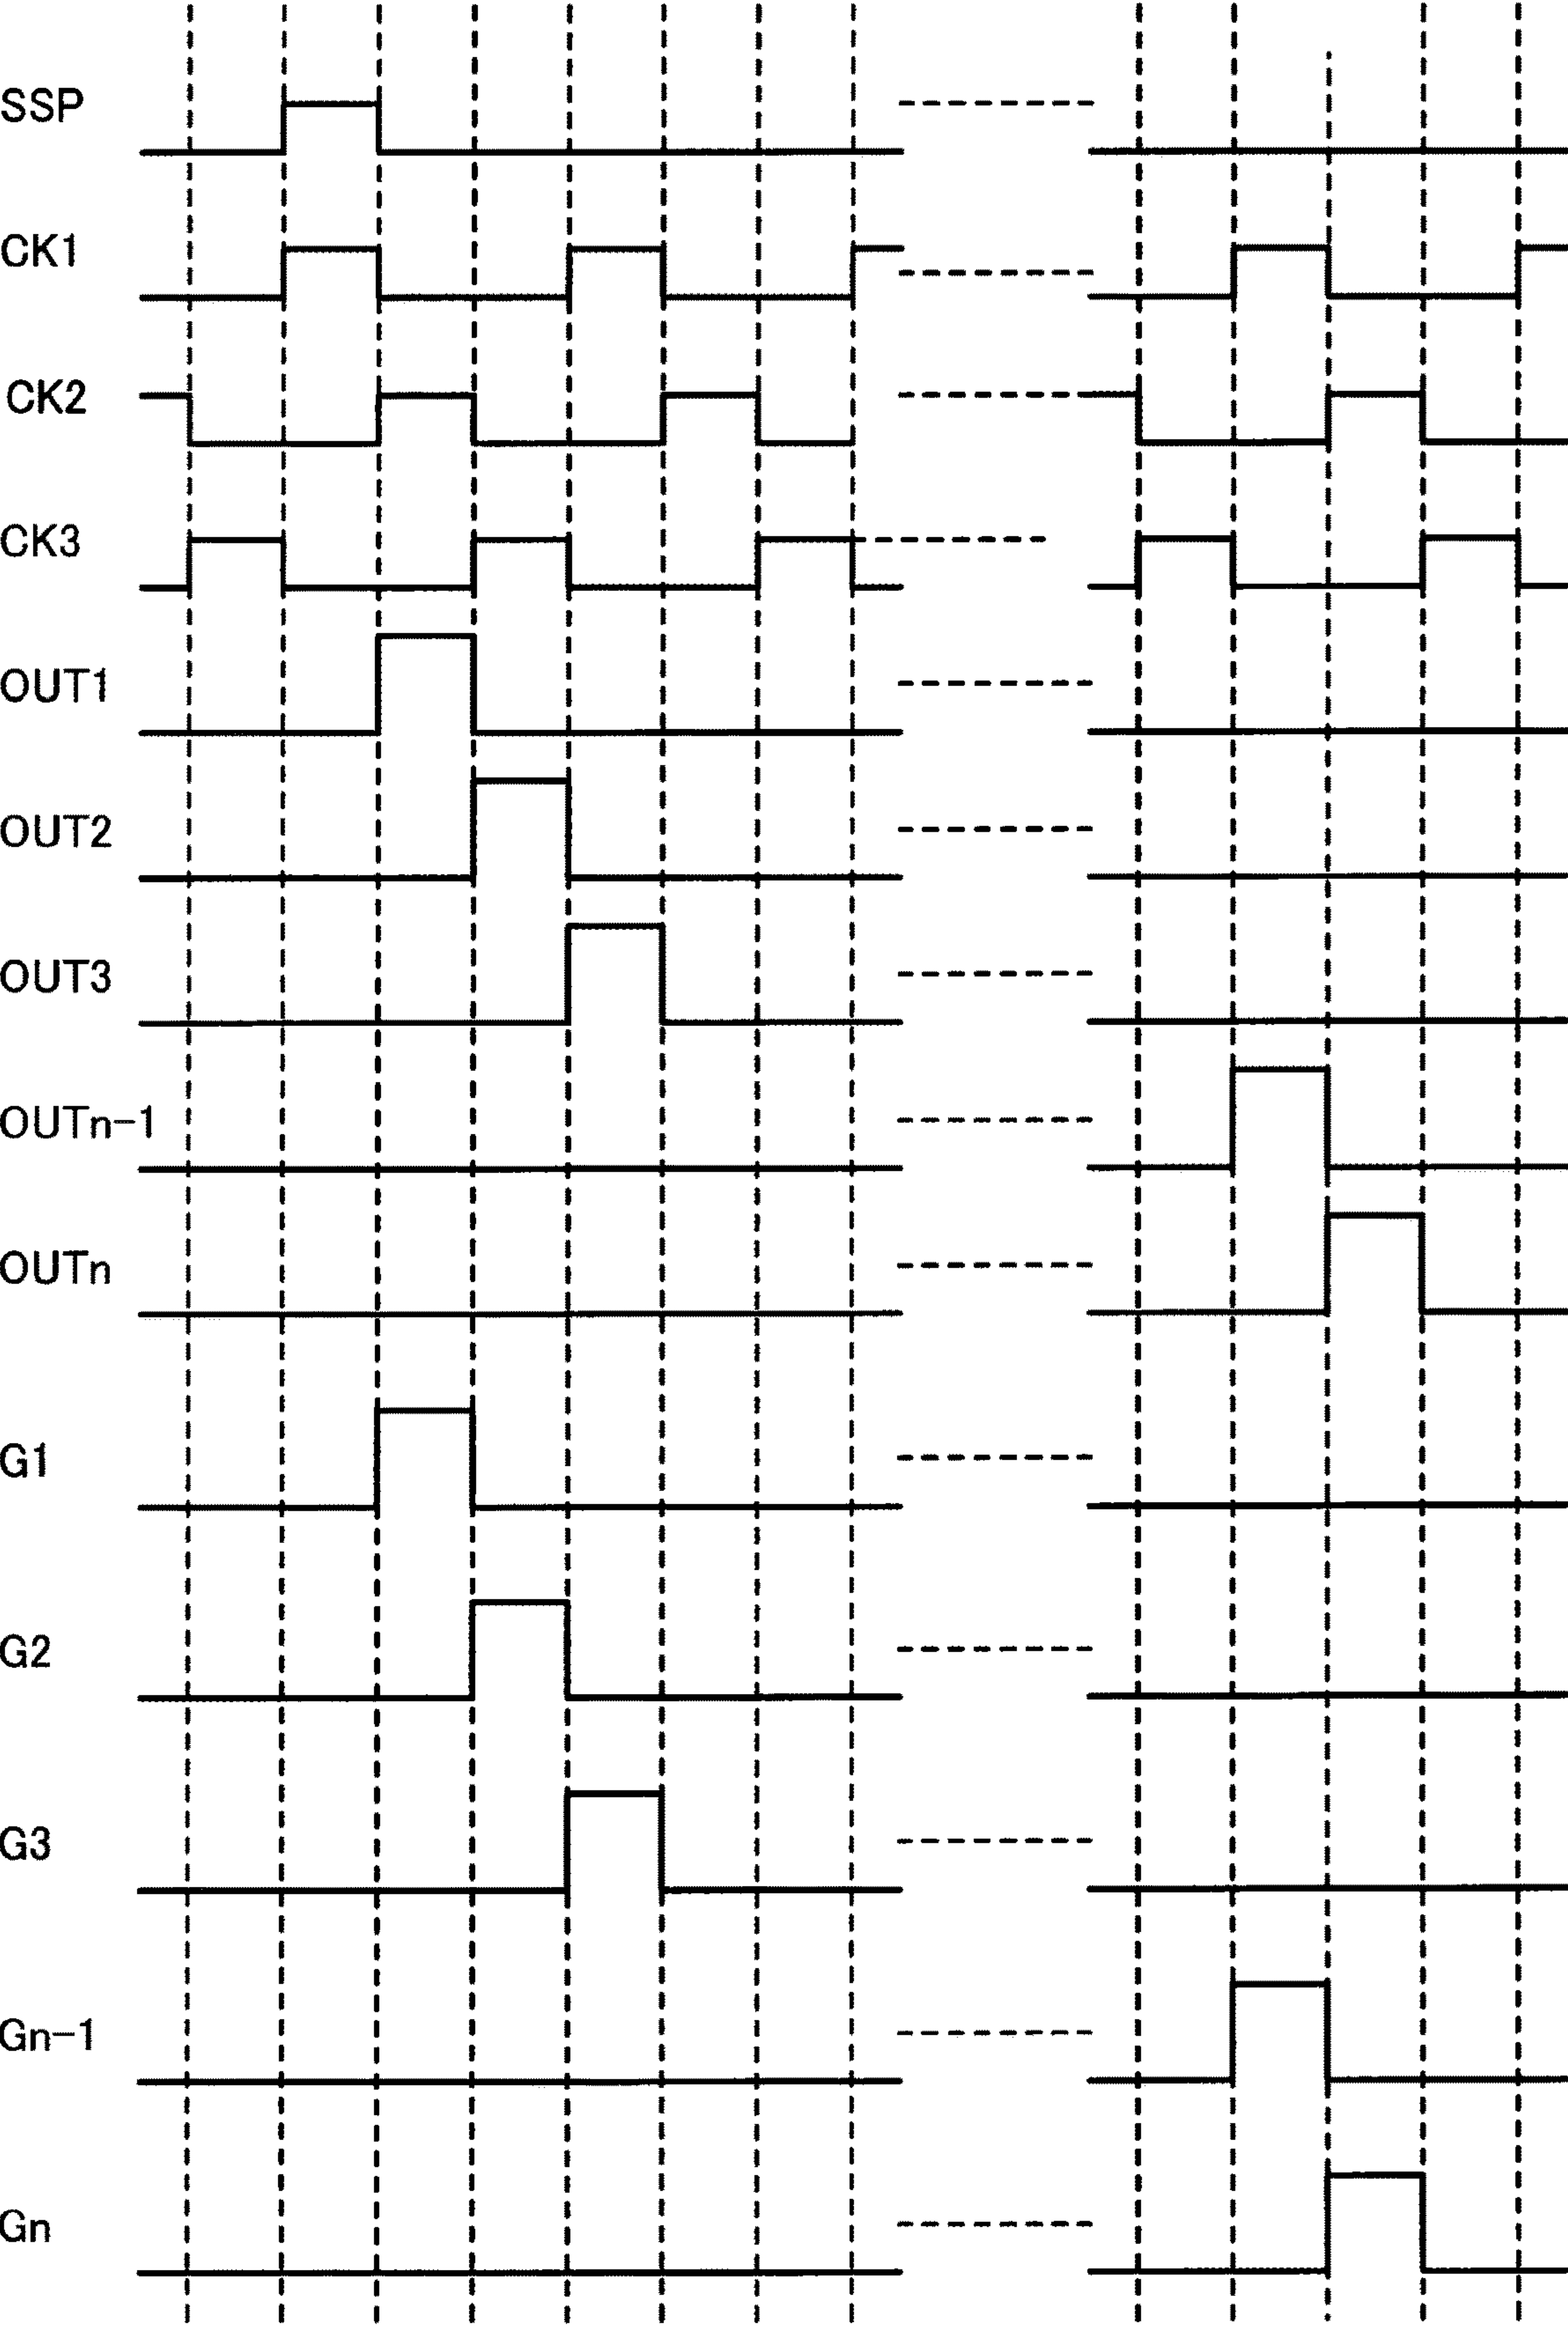 SSP
CK1
CK2
CK3
OUT1
OUT2
OUT3
OUTn-1
OUTn
G1
G2
G3
Gn-1
Gn